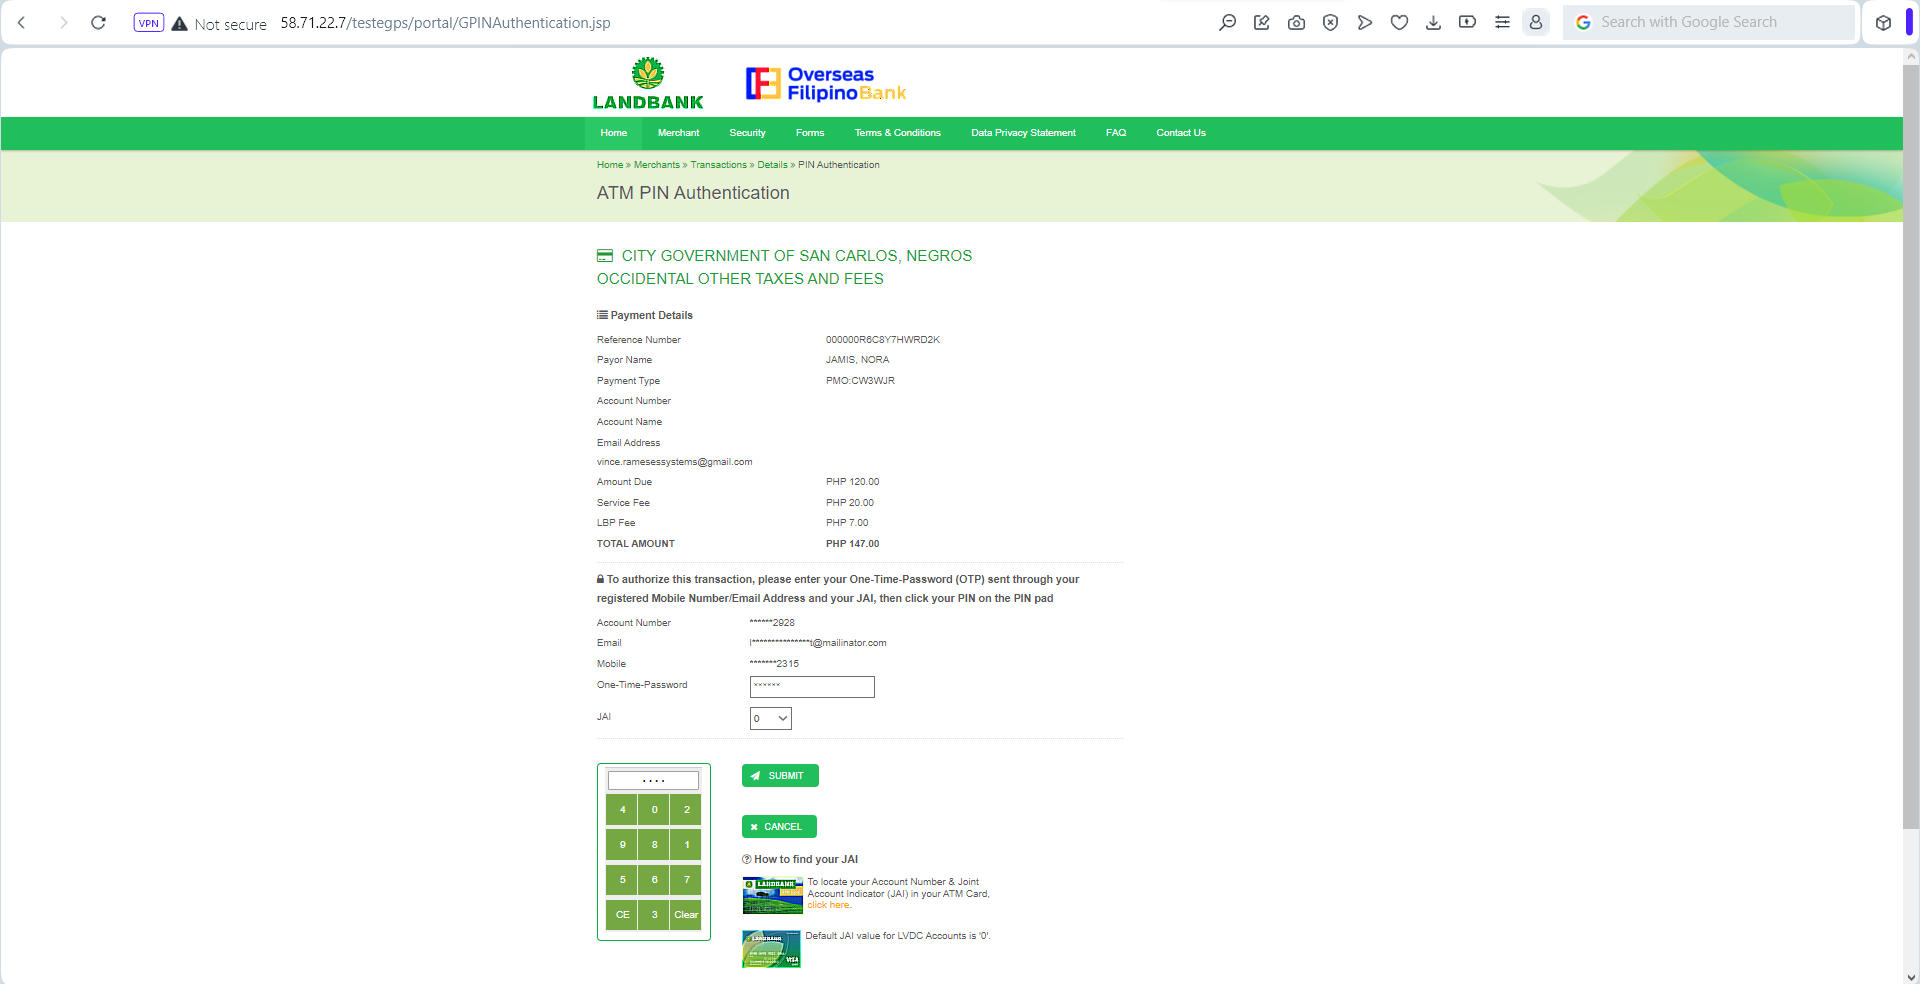 VPN Not secure 58.71.22.7/testegps/portal/GPINAuthentication.jsp Search with Google Search
LANDBANK
Overseas
FilipinoBank
Home Merchant Security Forms Terms & Conditions Data Privacy Statement FAQ Contact Us
Home » Merchants » Transactions » Details » PIN Authentication
ATM PIN Authentication
CITY GOVERNMENT OF SAN CARLOS, NEGROS
OCCIDENTAL OTHER TAXES AND FEES
Payment Details
Reference Number 000000R6C8Y7HWRD2K
Payor Name JAMIS, NORA
Payment Type PMO:CW3WJR
Account Number
Account Name
Email Address
vince.ramesessystems@gmail.com
Amount Due PHP 120.00
Service Fee PHP 20.00
LBP Fee PHP 7.00
TOTAL AMOUNT PHP 147.00
To authorize this transaction, please enter your One-Time-Password (OTP) sent through your
registered Mobile Number/Email Address and your JAI, then click your PIN on the PIN pad
Account Number ******2928
Email l***************t@mailinator.com
Mobile *******2315
One-Time-Password ******
JAI 0
....
4 0 2
9 8 1
5 6 7
CE 3 Clear
SUBMIT
CANCEL
How to find your JAI
LANDBANK
To locate your Account Number & Joint
Account Indicator (JAI) in your ATM Card,
click here.
LANDBANK
VISA
Default JAI value for LVDC Accounts is '0'.